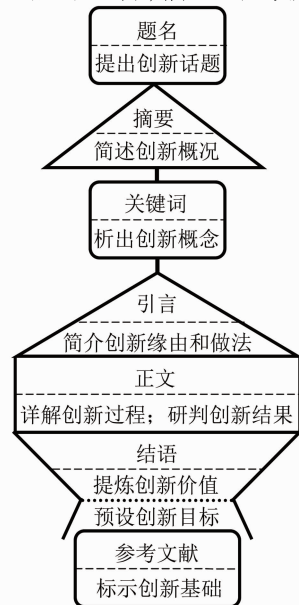 题名
提出创新话题
摘要
简述创新概况
关键词
析出创新概念
引言
简介创新缘由和做法
正文
详解创新过程；研判创新结果
结语
提炼创新价值
预设创新目标
参考文献
标示创新基础